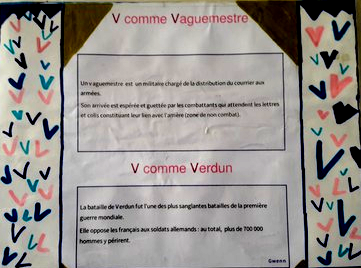 V comme Vaguemestre
Un vaguemestre est un militaire chargé de la distribution du courrier aux
armées.
Son arrivée est espérée et guettée par les combattants qui attendent les lettres
et colis constituant leur lien avec l'arrière (zone de non combat).
V comme Verdun
La bataille de Verdun fut l'une des plus sanglantes batailles de la première
guerre mondiale.
Elle oppose les français aux soldats allemands : au total, plus de 700 000
hommes y périrent.
Gwenn